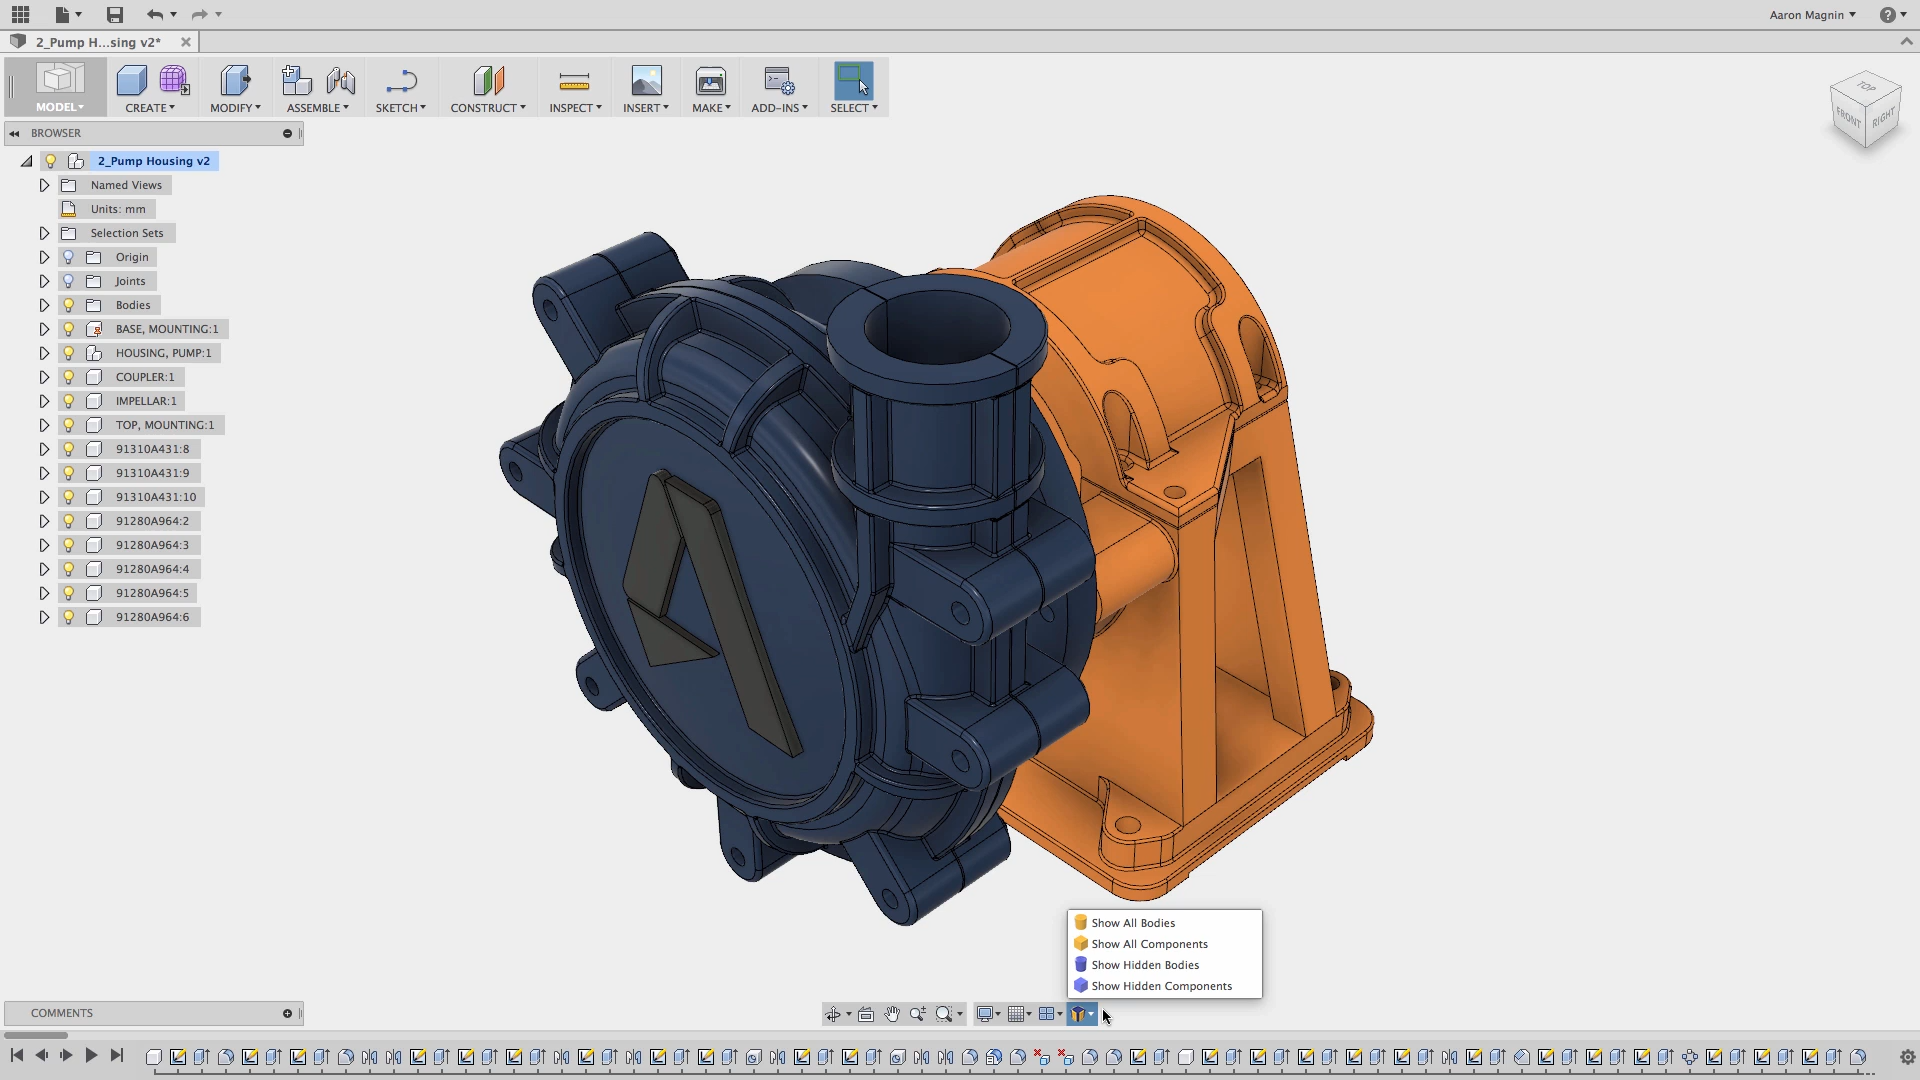 Aaron Magnin
2_Pump H...sing v2*
MODEL
CREATE
MODIFY
ASSEMBLE
SKETCH
CONSTRUCT
INSPECT
INSERT
MAKE
ADD-INS
SELECT
TOP
FRONT
RIGHT
BROWSER
2_Pump Housing v2
Named Views
Units: mm
Selection Sets
Origin
Joints
Bodies
BASE, MOUNTING:1
HOUSING, PUMP:1
COUPLER:1
IMPELLAR:1
TOP, MOUNTING:1
91310A431:8
91310A431:9
91310A431:10
91280A964:2
91280A964:3
91280A964:4
91280A964:5
91280A964:6
Show All Bodies
Show All Components
Show Hidden Bodies
Show Hidden Components
COMMENTS